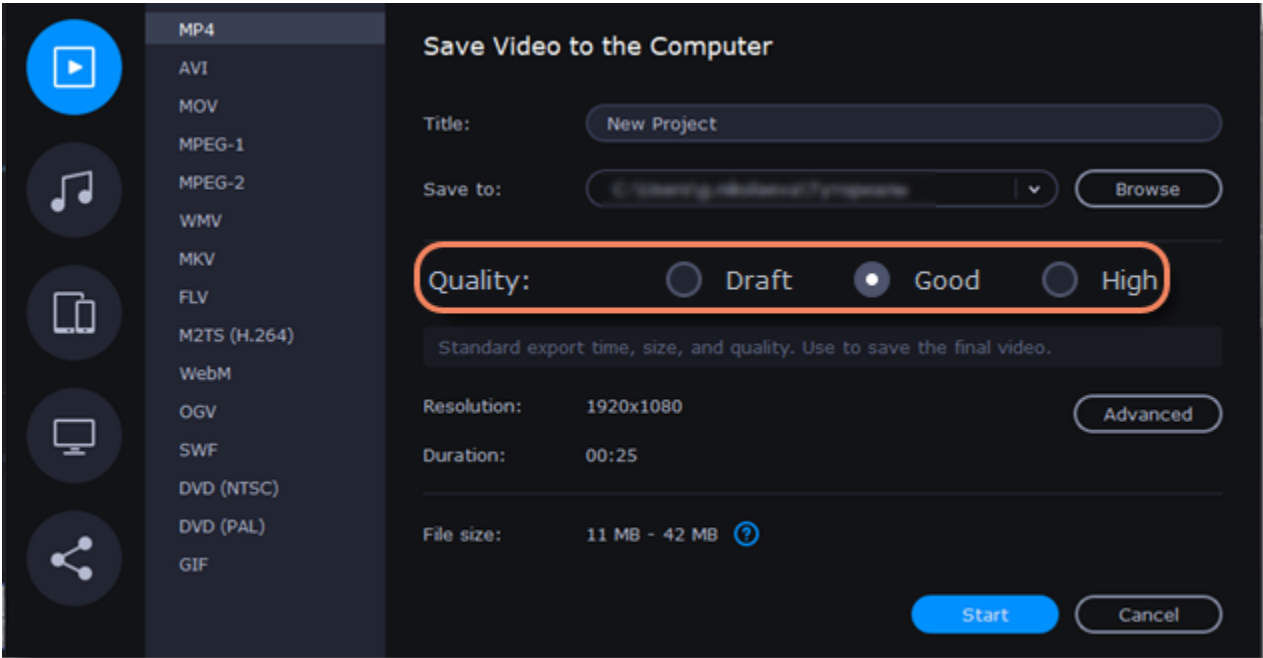 MP4
AVI
MOV
MPEG-1
MPEG-2
WMV
MKV
FLV
M2TS (H.264)
WebM
OGV
SWF
DVD (NTSC)
DVD (PAL)
GIF
Save Video to the Computer
Title: New Project
Save to: Browse
Quality: Draft Good High
Standard export time, size, and quality. Use to save the final video.
Resolution: 1920x1080 Advanced
Duration: 00:25
File size: 11 MB - 42 MB ?
Start Cancel